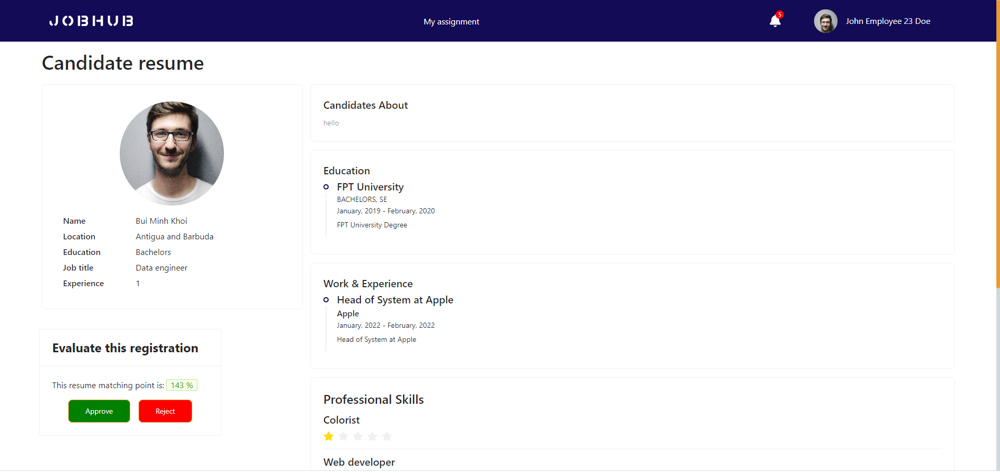 JOBHUB
My assignment
5
John Employee 23 Doe
Candidate resume
Name Bui Minh Khoi
Location Antigua and Barbuda
Education Bachelors
Job title Data engineer
Experience 1
Evaluate this registration
This resume matching point is: 143 %
Approve Reject
Candidates About
hello
Education
FPT University
BACHELORS, SE
January, 2019 - February, 2020
FPT University Degree
Work & Experience
Head of System at Apple
Apple
January, 2022 - February, 2022
Head of System at Apple
Professional Skills
Colorist
Web developer